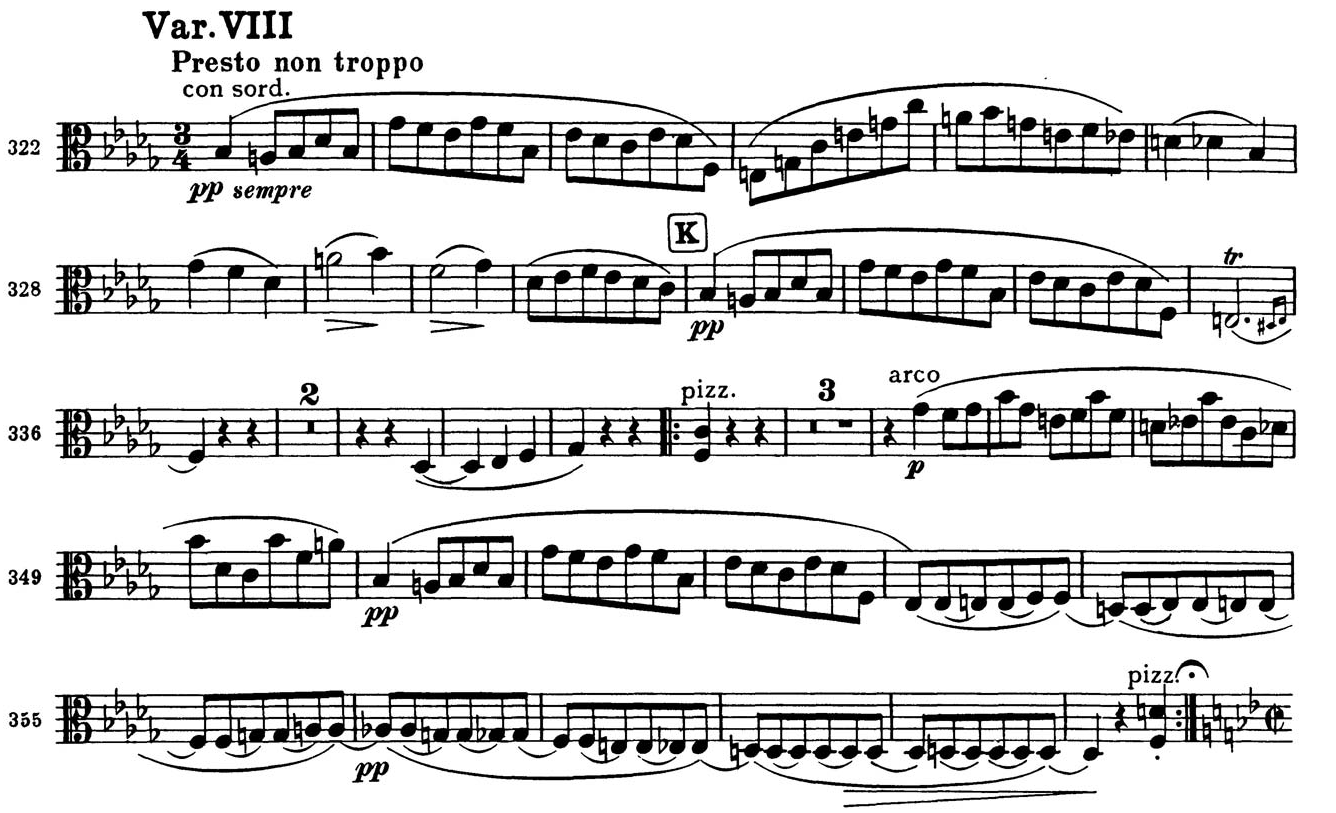 Var. VIII
Presto non troppo
con sord.
322
3
4
pp sempre
K
tr
328
pp
2
pizz.
3
arco
336
p
349
pp
pizz.
355
pp